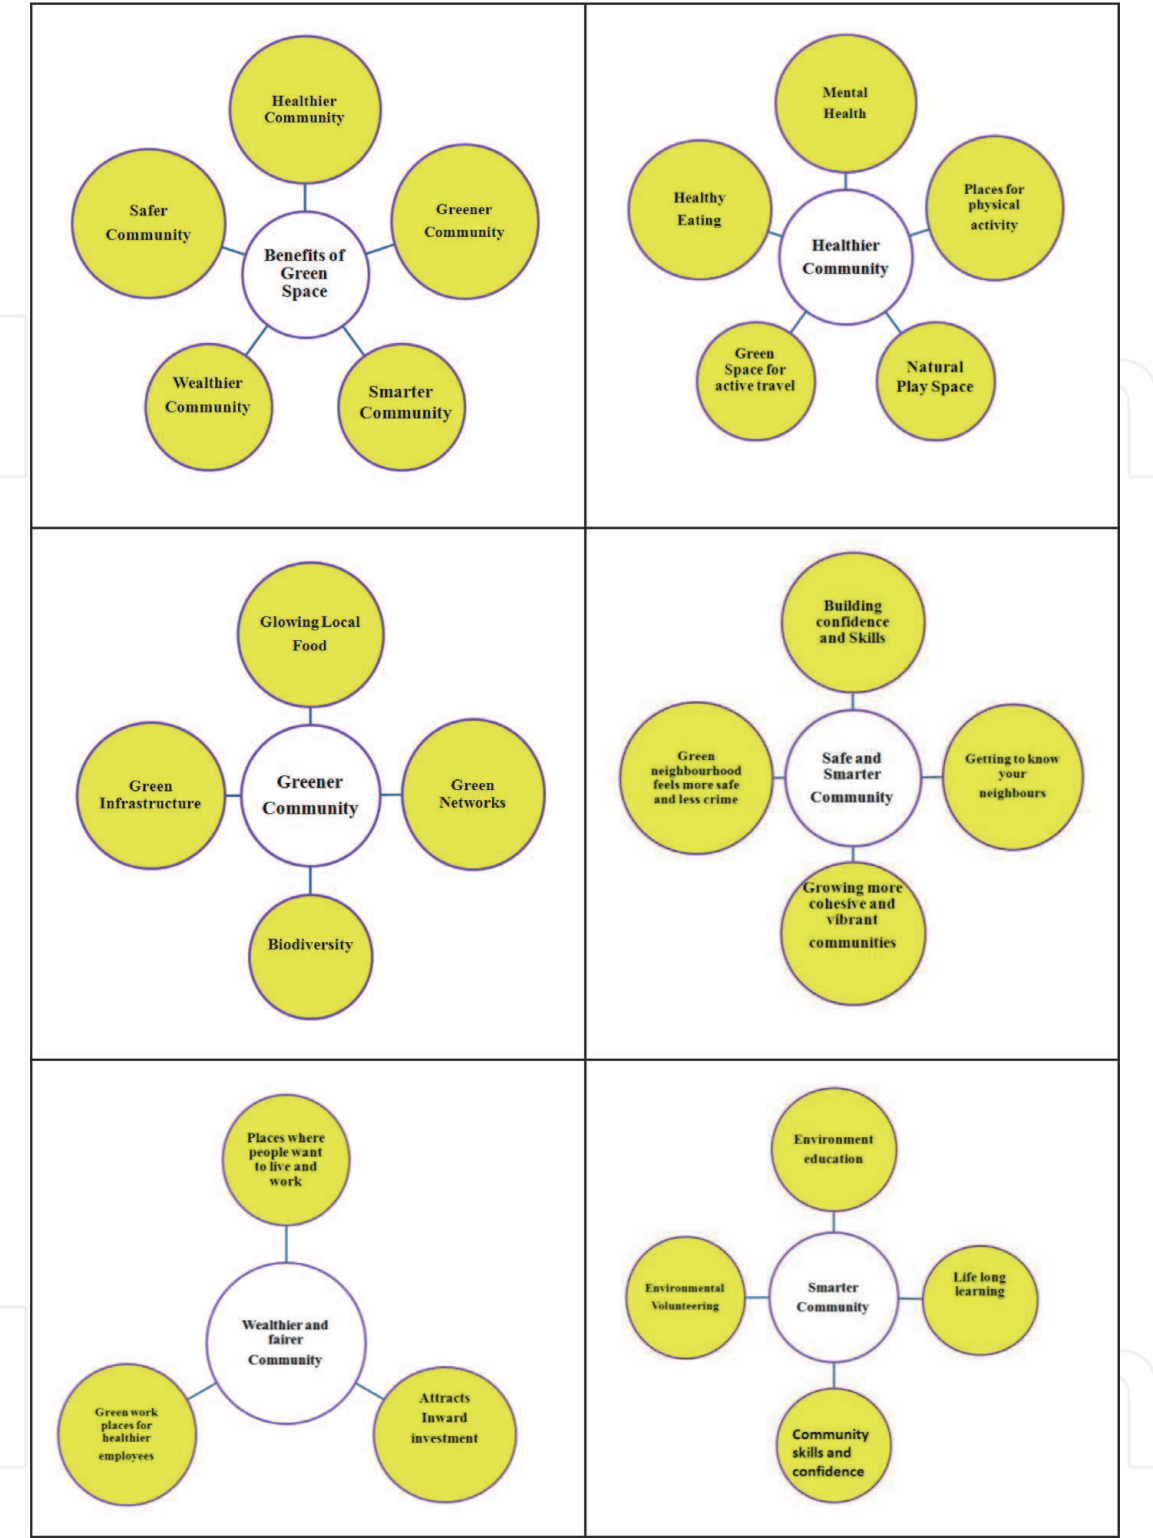 Healthier
Community
Safer
Community
Greener
Community
Benefits of
Green
Space
Wealthier
Community
Smarter
Community
Mental
Health
Healthy
Eating
Places for
physical
activity
Healthier
Community
Green
Space for
active travel
Natural
Play Space
Glowing Local
Food
Green
Infrastructure
Greener
Community
Green
Networks
Biodiversity
Building
confidence
and Skills
Green
neighbourhood
feels more safe
and less crime
Safe and
Smarter
Community
Getting to know
your
neighbours
Growing more
cohesive and
vibrant
communities
Places where
people want
to live and
work
Wealthier and
fairer
Community
Green work
places for
healthier
employees
Attracts
Inward
investment
Environment
education
Environmental
Volunteering
Smarter
Community
Life long
learning
Community
skills and
confidence